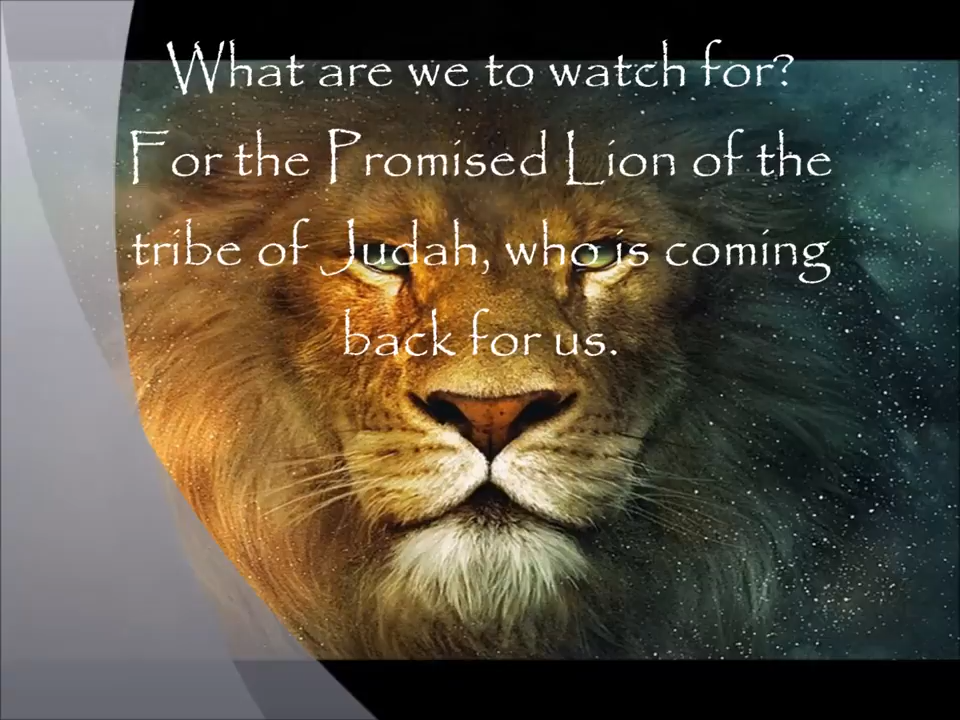 What are we to watch for?
For the Promised Lion of the
tribe of Judah, who is coming
back for us.